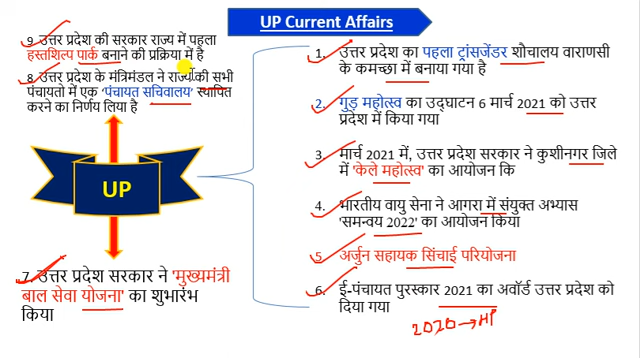 UP Current Affairs
9. उत्तर प्रदेश की सरकार राज्य में पहला
हस्तशिल्प पार्क बनाने की प्रक्रिया में है
8. उत्तर प्रदेश के मंत्रिमंडल ने राज्य की सभी
पंचायतो में एक 'पंचायत सचिवालय' स्थापित
करने का निर्णय लिया है
UP
7. उत्तर प्रदेश सरकार ने 'मुख्यमंत्री
बाल सेवा योजना' का शुभारंभ
किया
1. उत्तर प्रदेश का पहला ट्रांसजेंडर शौचालय वाराणसी
के कमच्छा में बनाया गया है
2. गुड़ महोत्स्व का उद्घाटन 6 मार्च 2021 को उत्तर
प्रदेश में किया गया
3. मार्च 2021 में, उत्तर प्रदेश सरकार ने कुशीनगर जिले
में 'केले महोत्स्व' का आयोजन कि
4. भारतीय वायु सेना ने आगरा में संयुक्त अभ्यास
'समन्वय 2022' का आयोजन किया
5. अर्जुन सहायक सिंचाई परियोजना
6. ई-पंचायत पुरस्कार 2021 का अवॉर्ड उत्तर प्रदेश को
दिया गया
2020→HP